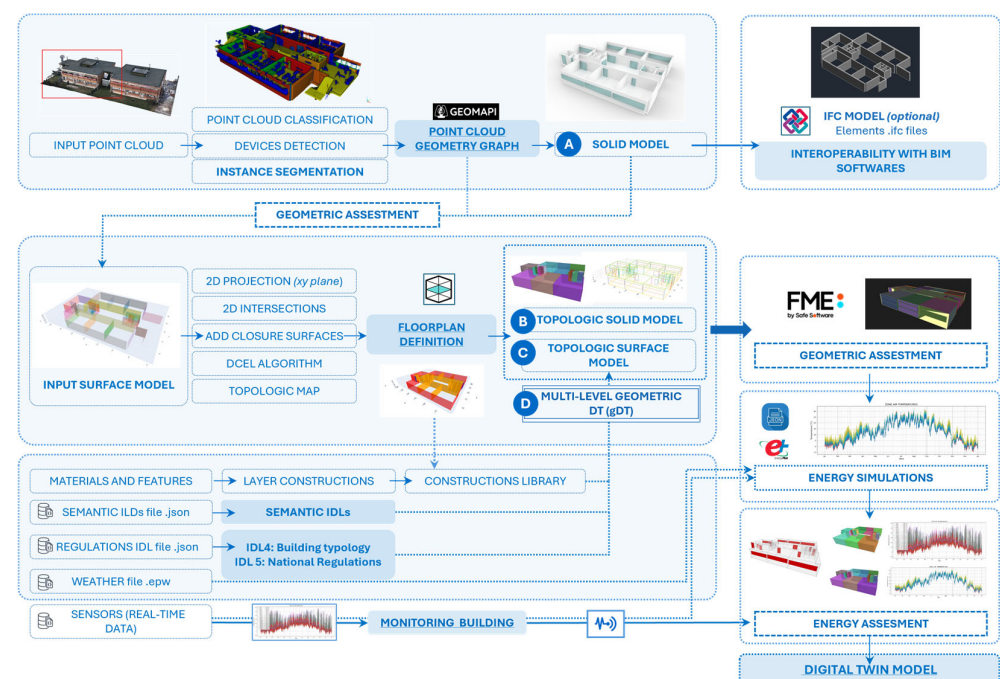 POINT CLOUD CLASSIFICATION
INPUT POINT CLOUD
DEVICES DETECTION
INSTANCE SEGMENTATION
GEOMAPI
POINT CLOUD
GEOMETRY GRAPH
A
SOLID MODEL
IFC MODEL (optional)
Elements .ifc files
INTEROPERABILITY WITH BIM
SOFTWARES
GEOMETRIC ASSESTMENT
INPUT SURFACE MODEL
2D PROJECTION (xy plane)
2D INTERSECTIONS
ADD CLOSURE SURFACES
DCEL ALGORITHM
TOPOLOGIC MAP
FLOORPLAN
DEFINITION
B
TOPOLOGIC SOLID MODEL
C
TOPOLOGIC SURFACE
MODEL
D
MULTI-LEVEL GEOMETRIC
DT (gDT)
FME
by Safe Software
GEOMETRIC ASSESTMENT
JSON
ENERGY SIMULATIONS
MATERIALS AND FEATURES
LAYER CONSTRUCTIONS
CONSTRUCTIONS LIBRARY
SEMANTIC ILDs file .json
SEMANTIC IDLs
REGULATIONS IDL file .json
IDL4: Building typology
IDL 5: National Regulations
WEATHER file .epw
SENSORS (REAL-TIME
DATA)
MONITORING BUILDING
ENERGY ASSESMENT
DIGITAL TWIN MODEL